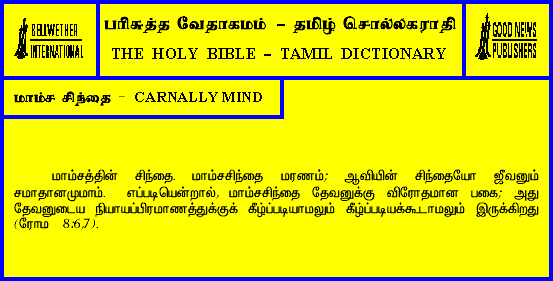 BELLWETHER
INTERNATIONAL
பரிசுத்த வேதாகமம் - தமிழ் சொல்லகராதி
THE HOLY BIBLE - TAMIL DICTIONARY
GOOD NEWS
PUBLISHERS
மாம்ச சிந்தை - CARNALLY MIND
மாம்சத்தின் சிந்தை. மாம்சசிந்தை மரணம்; ஆவியின் சிந்தையோ ஜீவனும்
சமாதானமுமாம். எப்படியென்றால், மாம்சசிந்தை தேவனுக்கு விரோதமான பகை; அது
தேவனுடைய நியாயப்பிரமாணத்துக்குக் கீழ்ப்படியாமலும் கீழ்ப்படியக்கூடாமலும் இருக்கிறது
(ரோம 8:6,7).